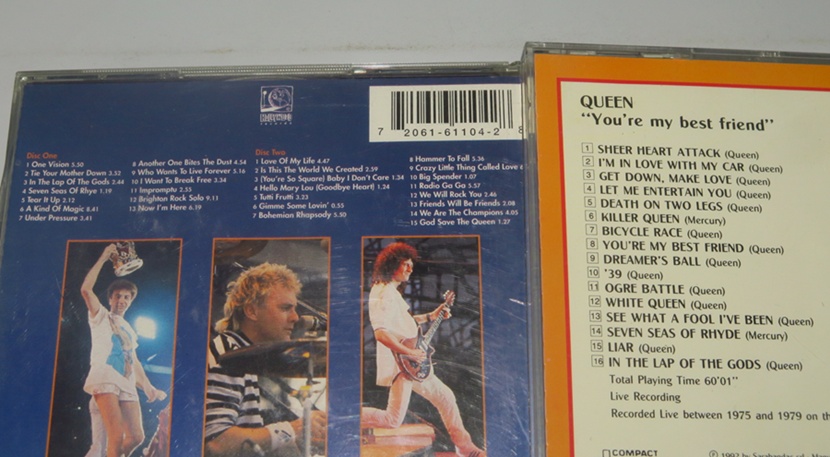 7 2061-61104-2 8
Disc One
1 One Vision 5.50
2 Tie Your Mother Down 3.52
3 In The Lap Of The Gods 2.44
4 Seven Seas Of Rhye 1.19
5 Tear It Up 2.12
6 A Kind Of Magic 8.41
7 Under Pressure 3.41
8 Another One Bites The Dust 4.54
9 Who Wants To Live Forever 5.16
10 I Want To Break Free 3.34
11 Impromptu 2.55
12 Brighton Rock Solo 9.11
13 Now I'm Here 6.19
Disc Two
1 Love Of My Life 4.47
2 Is This The World We Created 2.59
3 (You're So Square) Baby I Don't Care 1.34
4 Hello Mary Lou (Goodbye Heart) 1.34
5 Tutti Frutti 3.23
6 Gimme Some Lovin' 0.55
7 Bohemian Rhapsody 5.50
8 Hammer To Fall 5.36
9 Crazy Little Thing Called Love
10 Big Spender 1.07
11 Radio Ga Ga 5.57
12 We Will Rock You 2.46
13 Friends Will Be Friends 2.08
14 We Are The Champions 4.05
15 God Save The Queen 1.27
QUEEN
"You're my best friend"
1 SHEER HEART ATTACK (Queen)
2 I'M IN LOVE WITH MY CAR (Queen)
3 GET DOWN, MAKE LOVE (Queen)
4 LET ME ENTERTAIN YOU (Queen)
5 DEATH ON TWO LEGS (Queen)
6 KILLER QUEEN (Mercury)
7 BICYCLE RACE (Queen)
8 YOU'RE MY BEST FRIEND (Queen)
9 DREAMER'S BALL (Queen)
10 '39 (Queen)
11 OGRE BATTLE (Queen)
12 WHITE QUEEN (Queen)
13 SEE WHAT A FOOL I'VE BEEN (Queen)
14 SEVEN SEAS OF RHYDE (Mercury)
15 LIAR (Queen)
16 IN THE LAP OF THE GODS (Queen)
Total Playing Time 60'01"
Live Recording
Recorded Live between 1975 and 1979 on th
COMPACT
℗ 1992 by